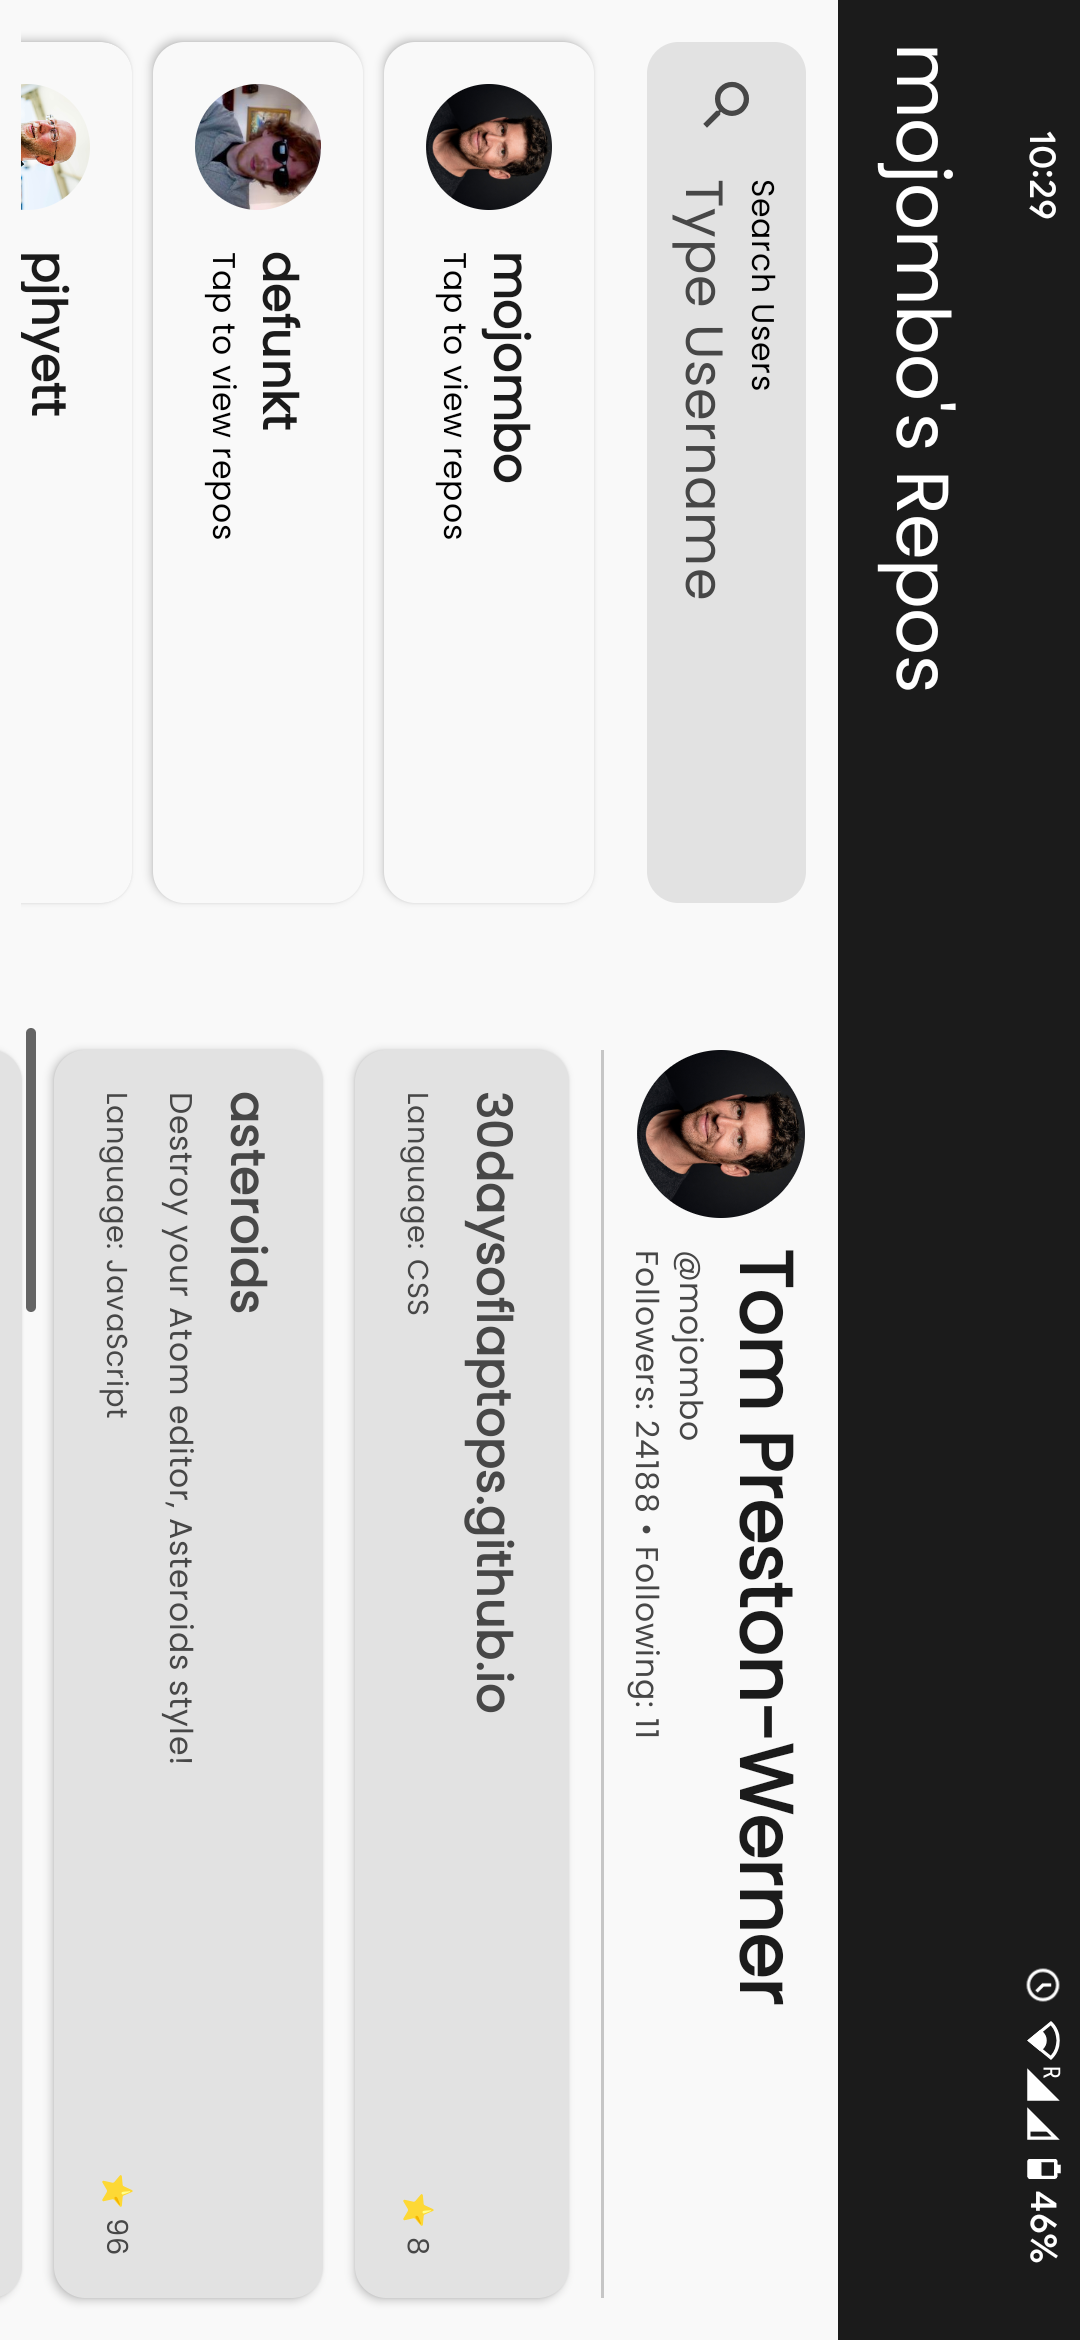 10:29
R
46%
mojombo's Repos
Search Users
Type Username
mojombo
Tap to view repos
defunkt
Tap to view repos
pjhyett
Tom Preston-Werner
@mojombo
Followers: 24188 • Following: 11
30daysoflaptops.github.io
Language: CSS
⭐ 8
asteroids
Destroy your Atom editor, Asteroids style!
Language: JavaScript
⭐ 96